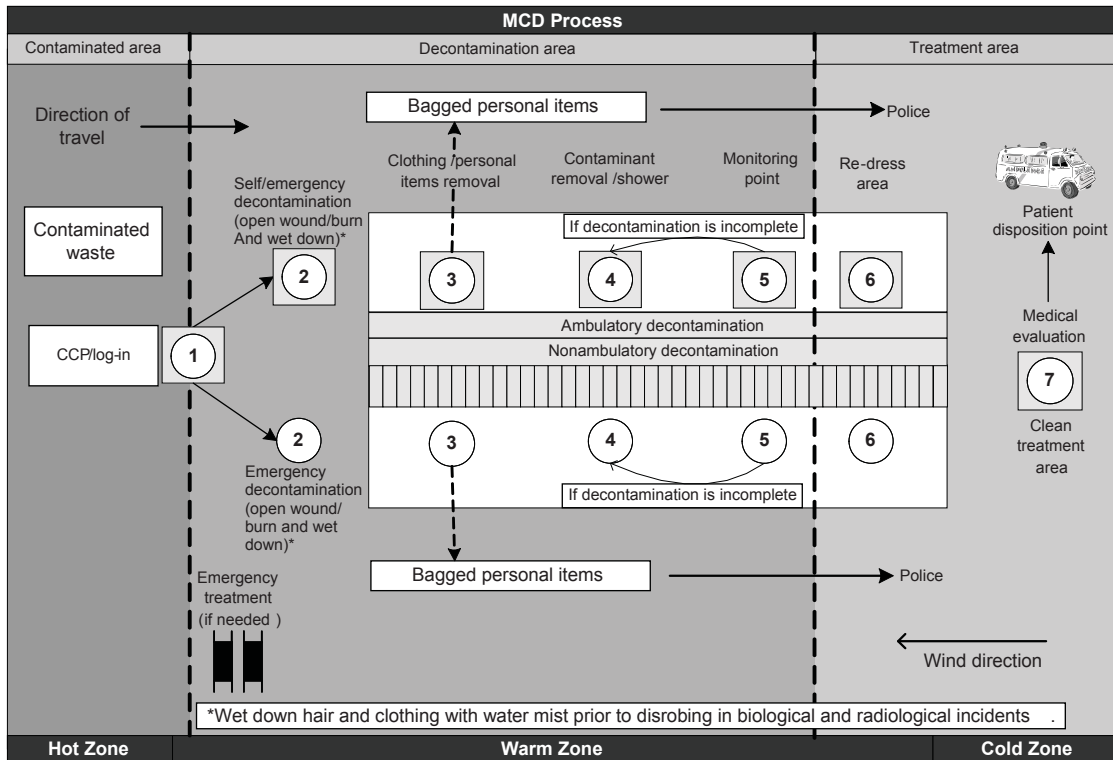 MCD Process
Contaminated area
Decontamination area
Treatment area
Direction of
travel
Bagged personal items
Police
Clothing /personal
items removal
Contaminant
removal /shower
Monitoring
point
Re-dress
area
Self/emergency
decontamination
(open wound/burn
And wet down)*
AMBULANCE
Patient
disposition point
Contaminated
waste
If decontamination is incomplete
2
3
4
5
6
Ambulatory decontamination
Medical
evaluation
CCP/log-in
1
Nonambulatory decontamination
7
Clean
treatment
area
2
3
4
5
6
Emergency
decontamination
(open wound/
burn and wet
down)*
If decontamination is incomplete
Bagged personal items
Police
Emergency
treatment
(if needed )
Wind direction
*Wet down hair and clothing with water mist prior to disrobing in biological and radiological incidents .
Hot Zone
Warm Zone
Cold Zone